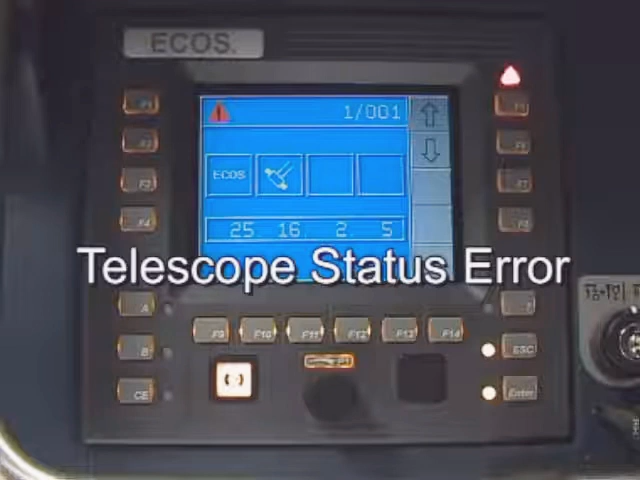 ECOS.
F1
1/001
F3
F4
ECOS
25. 16. 2. 5
Telescope Status Error
A
F9 F10 F11 F12 F13 F14
B
ESC
CE
Enter